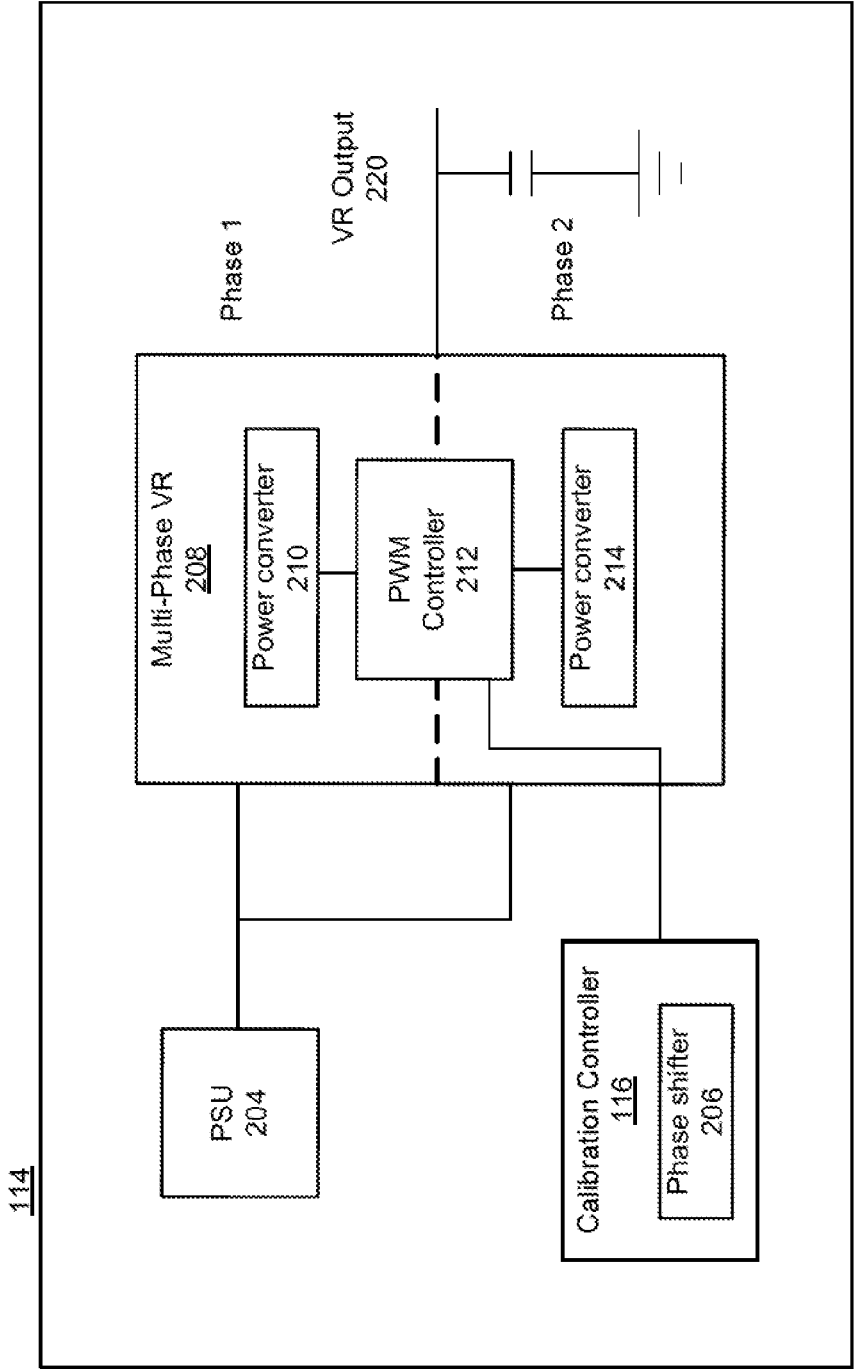 114
PSU
204
Calibration Controller
116
Phase shifter
206
Multi-Phase VR
208
Power converter
210
PWM
Controller
212
Power converter
214
Phase 1
VR Output
220
Phase 2